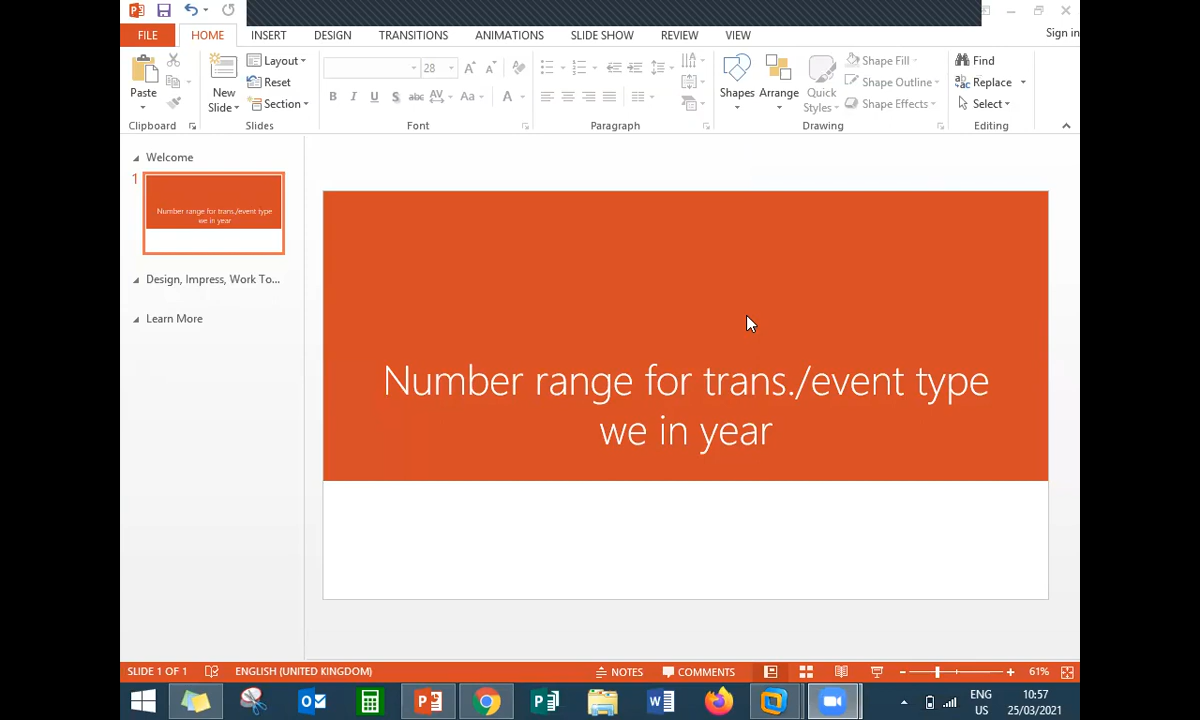 Sign in
FILE HOME INSERT DESIGN TRANSITIONS ANIMATIONS SLIDE SHOW REVIEW VIEW
Paste
New
Slide
Layout
Reset
Section
28
B I U S abc AV Aa A
Shapes Arrange Quick
Styles
Shape Fill
Shape Outline
Shape Effects
Find
Replace
Select
Clipboard Slides Font Paragraph Drawing Editing
Welcome
1
Number range for trans./event type
we in year
Design, Impress, Work To...
Learn More
Number range for trans./event type
we in year
SLIDE 1 OF 1 ENGLISH (UNITED KINGDOM) NOTES COMMENTS 61%
ENG
US
10:57
25/03/2021